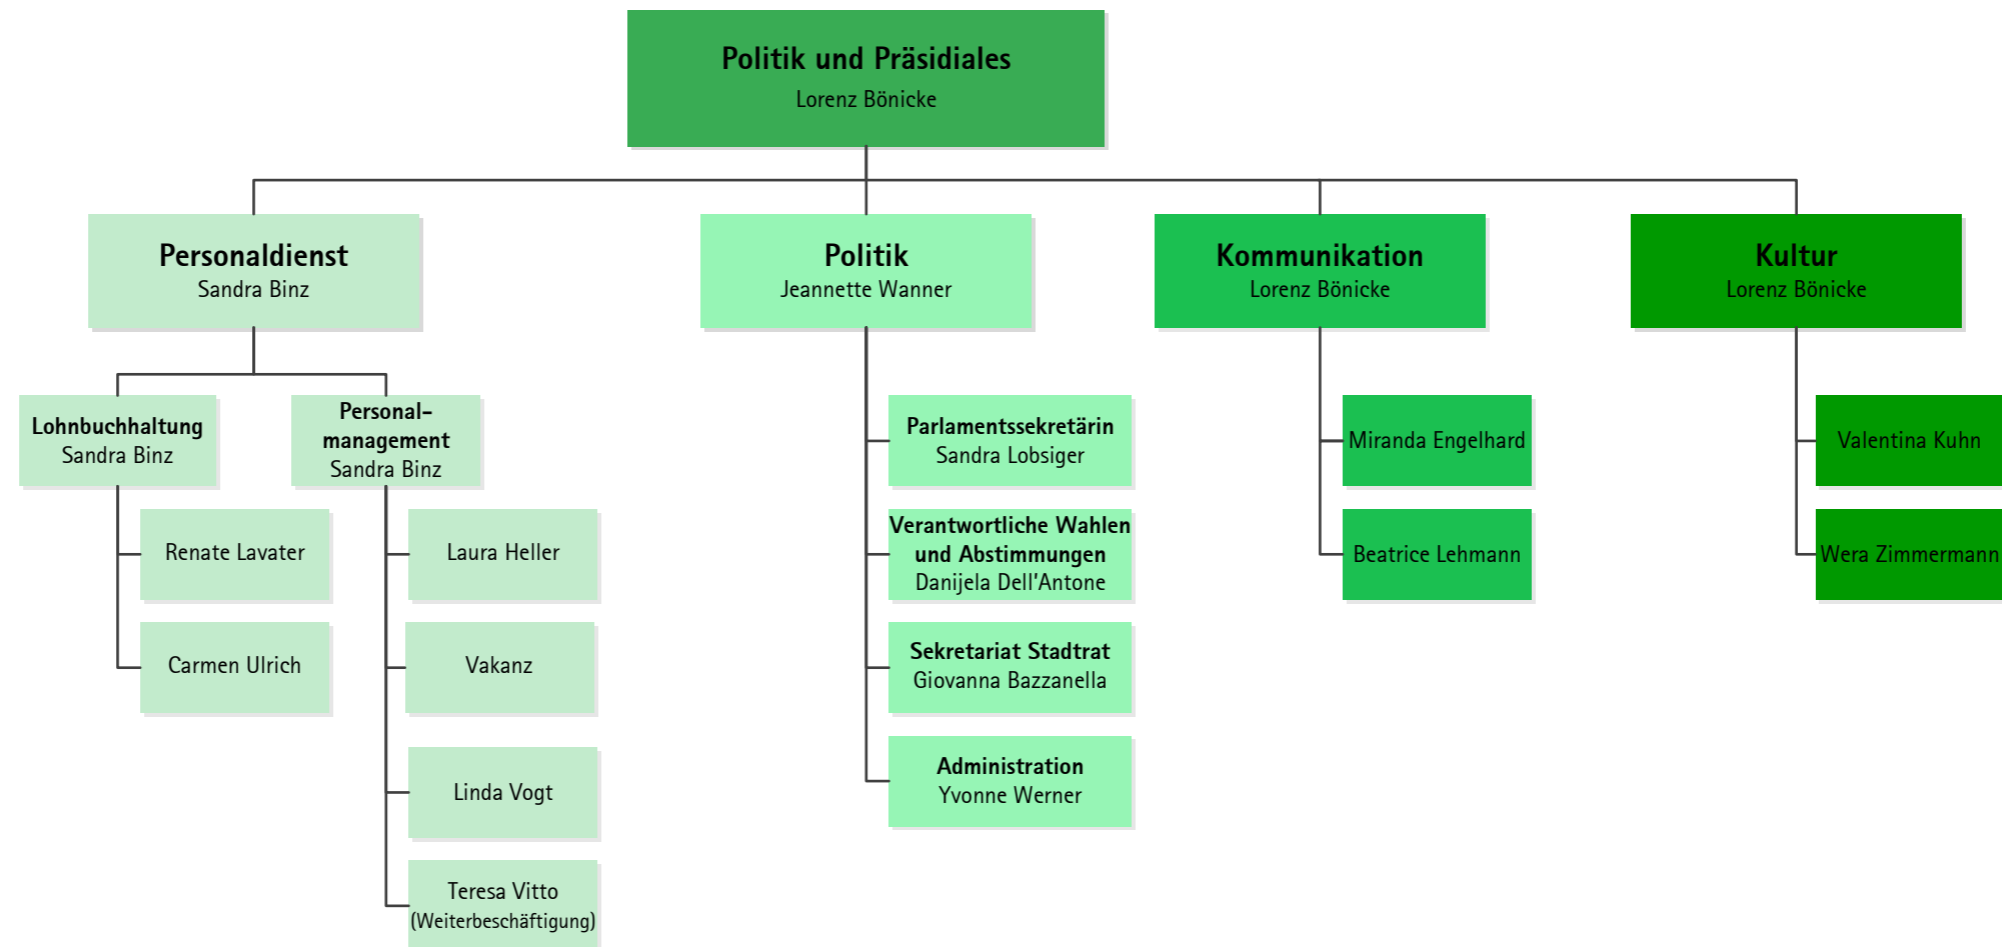 Politik und Präsidiales
Lorenz Bönicke
Personaldienst
Sandra Binz
Politik
Jeannette Wanner
Kommunikation
Lorenz Bönicke
Kultur
Lorenz Bönicke
Lohnbuchhaltung
Sandra Binz
Personal-
management
Sandra Binz
Renate Lavater
Carmen Ulrich
Laura Heller
Vakanz
Linda Vogt
Teresa Vitto
(Weiterbeschäftigung)
Parlamentssekretärin
Sandra Lobsiger
Verantwortliche Wahlen
und Abstimmungen
Danijela Dell'Antone
Sekretariat Stadtrat
Giovanna Bazzanella
Administration
Yvonne Werner
Miranda Engelhard
Beatrice Lehmann
Valentina Kuhn
Wera Zimmermann